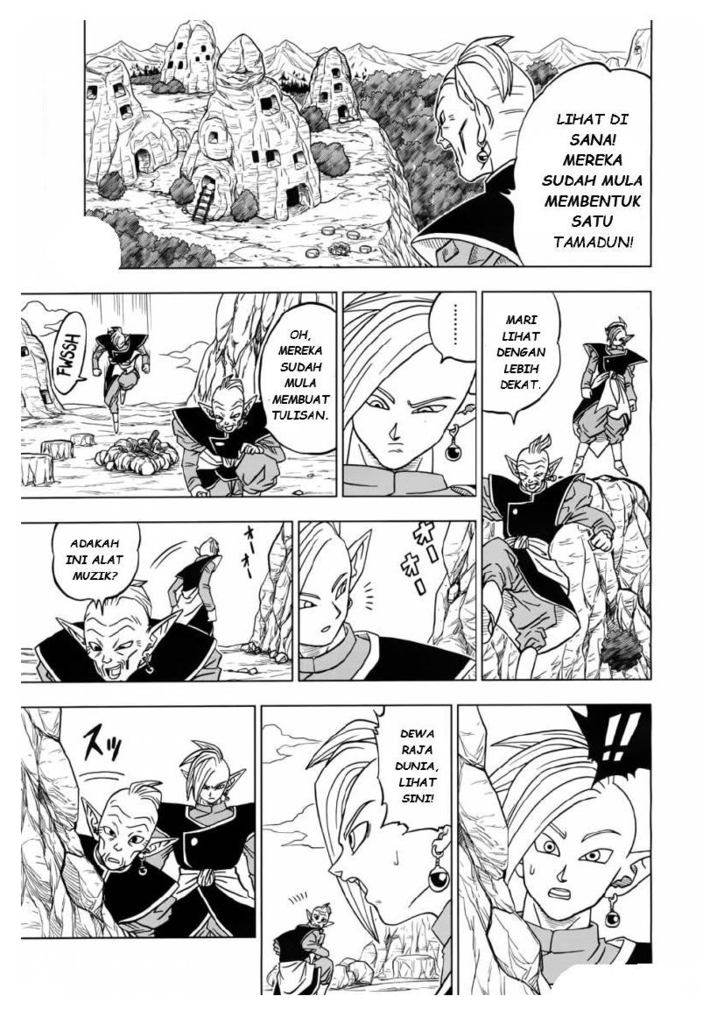 LIHAT DI
SANA!
MEREKA
SUDAH MULA
MEMBENTUK
SATU
TAMADUN!
MARI
LIHAT
DENGAN
LEBIH
DEKAT.
..........
OH,
MEREKA
SUDAH
MULA
MEMBUAT
TULISAN.
FWSSH
オー
オー
オー
オー
ADAKAH
INI ALAT
MUZIK?
!!
DEWA
RAJA
DUNIA,
LIHAT
SINI!
スッ